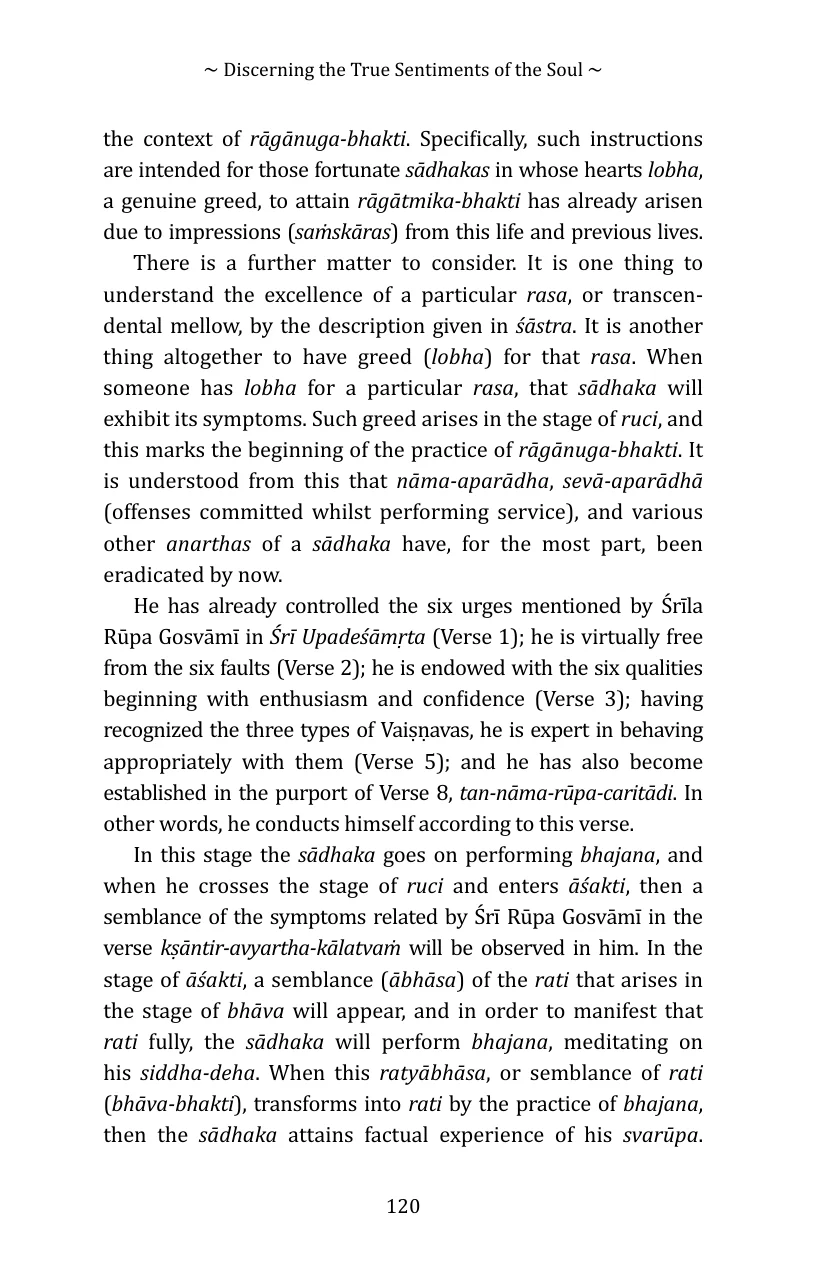 ~ Discerning the True Sentiments of the Soul ~
the context of rāgānuga-bhakti. Specifically, such instructions
are intended for those fortunate sādhakas in whose hearts lobha,
a genuine greed, to attain rāgātmika-bhakti has already arisen
due to impressions (saṁskāras) from this life and previous lives.
There is a further matter to consider. It is one thing to
understand the excellence of a particular rasa, or transcen-
dental mellow, by the description given in śāstra. It is another
thing altogether to have greed (lobha) for that rasa. When
someone has lobha for a particular rasa, that sādhaka will
exhibit its symptoms. Such greed arises in the stage of ruci, and
this marks the beginning of the practice of rāgānuga-bhakti. It
is understood from this that nāma-aparādha, sevā-aparādhā
(offenses committed whilst performing service), and various
other anarthas of a sādhaka have, for the most part, been
eradicated by now.
He has already controlled the six urges mentioned by Śrīla
Rūpa Gosvāmī in Śrī Upadeśāmṛta (Verse 1); he is virtually free
from the six faults (Verse 2); he is endowed with the six qualities
beginning with enthusiasm and confidence (Verse 3); having
recognized the three types of Vaiṣṇavas, he is expert in behaving
appropriately with them (Verse 5); and he has also become
established in the purport of Verse 8, tan-nāma-rūpa-caritādi. In
other words, he conducts himself according to this verse.
In this stage the sādhaka goes on performing bhajana, and
when he crosses the stage of ruci and enters āśakti, then a
semblance of the symptoms related by Śrī Rūpa Gosvāmī in the
verse kṣāntir-avyartha-kālatvaṁ will be observed in him. In the
stage of āśakti, a semblance (ābhāsa) of the rati that arises in
the stage of bhāva will appear, and in order to manifest that
rati fully, the sādhaka will perform bhajana, meditating on
his siddha-deha. When this ratyābhāsa, or semblance of rati
(bhāva-bhakti), transforms into rati by the practice of bhajana,
then the sādhaka attains factual experience of his svarūpa.
120